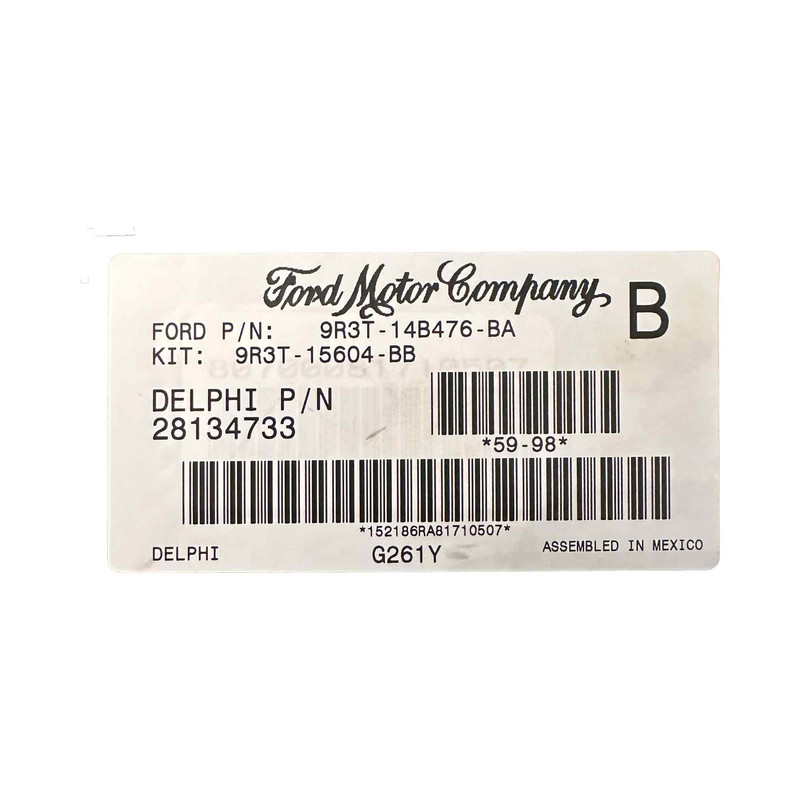 Ford Motor Company
B
FORD P/N: 9R3T-14B476-BA
KIT: 9R3T-15604-BB
DELPHI P/N
28134733
*59-98*
*152186RA81710507*
DELPHI G261Y ASSEMBLED IN MEXICO